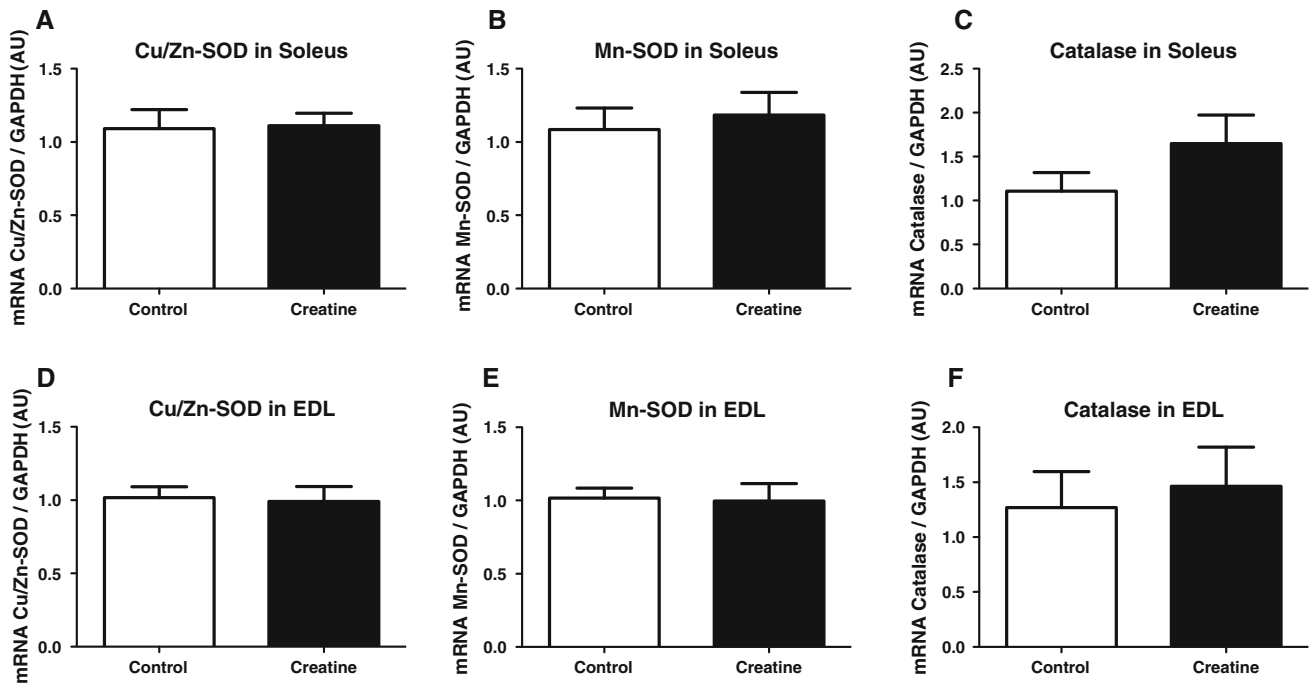 A
Cu/Zn-SOD in Soleus
mRNA Cu/Zn-SOD / GAPDH (AU)
1.5
1.0
0.5
0.0
Control Creatine
B
Mn-SOD in Soleus
mRNA Mn-SOD / GAPDH (AU)
1.5
1.0
0.5
0.0
Control Creatine
C
Catalase in Soleus
mRNA Catalase / GAPDH (AU)
2.5
2.0
1.5
1.0
0.5
0.0
Control Creatine
D
Cu/Zn-SOD in EDL
mRNA Cu/Zn-SOD / GAPDH (AU)
1.5
1.0
0.5
0.0
Control Creatine
E
Mn-SOD in EDL
mRNA Mn-SOD / GAPDH (AU)
1.5
1.0
0.5
0.0
Control Creatine
F
Catalase in EDL
mRNA Catalase / GAPDH (AU)
2.0
1.5
1.0
0.5
0.0
Control Creatine